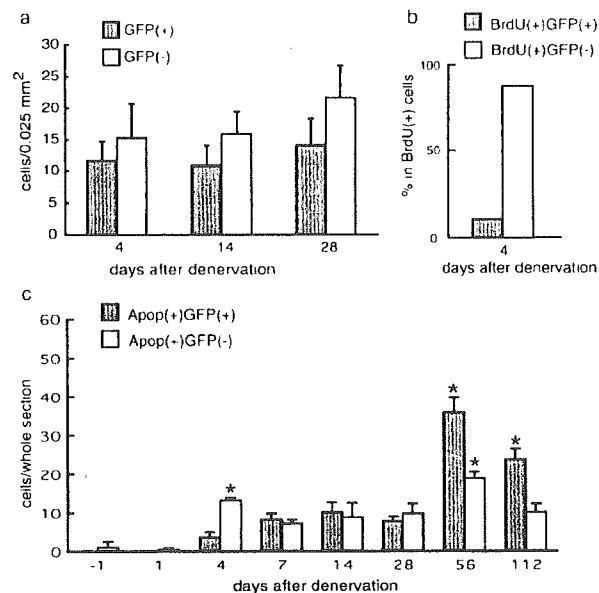 a
GFP(+)
GFP(-)
cells/0.025 mm²
30
25
20
15
10
5
0
4 14 28
days after denervation
b
BrdU(+)GFP(+)
BrdU(+)GFP(-)
% in BrdU(+) cells
100
50
0
4
days after denervation
c
Apop(+)GFP(+)
Apop(+)GFP(-)
cells/whole section
60
50
40
30
20
10
0
* * * *
-1 1 4 7 14 28 56 112
days after denervation